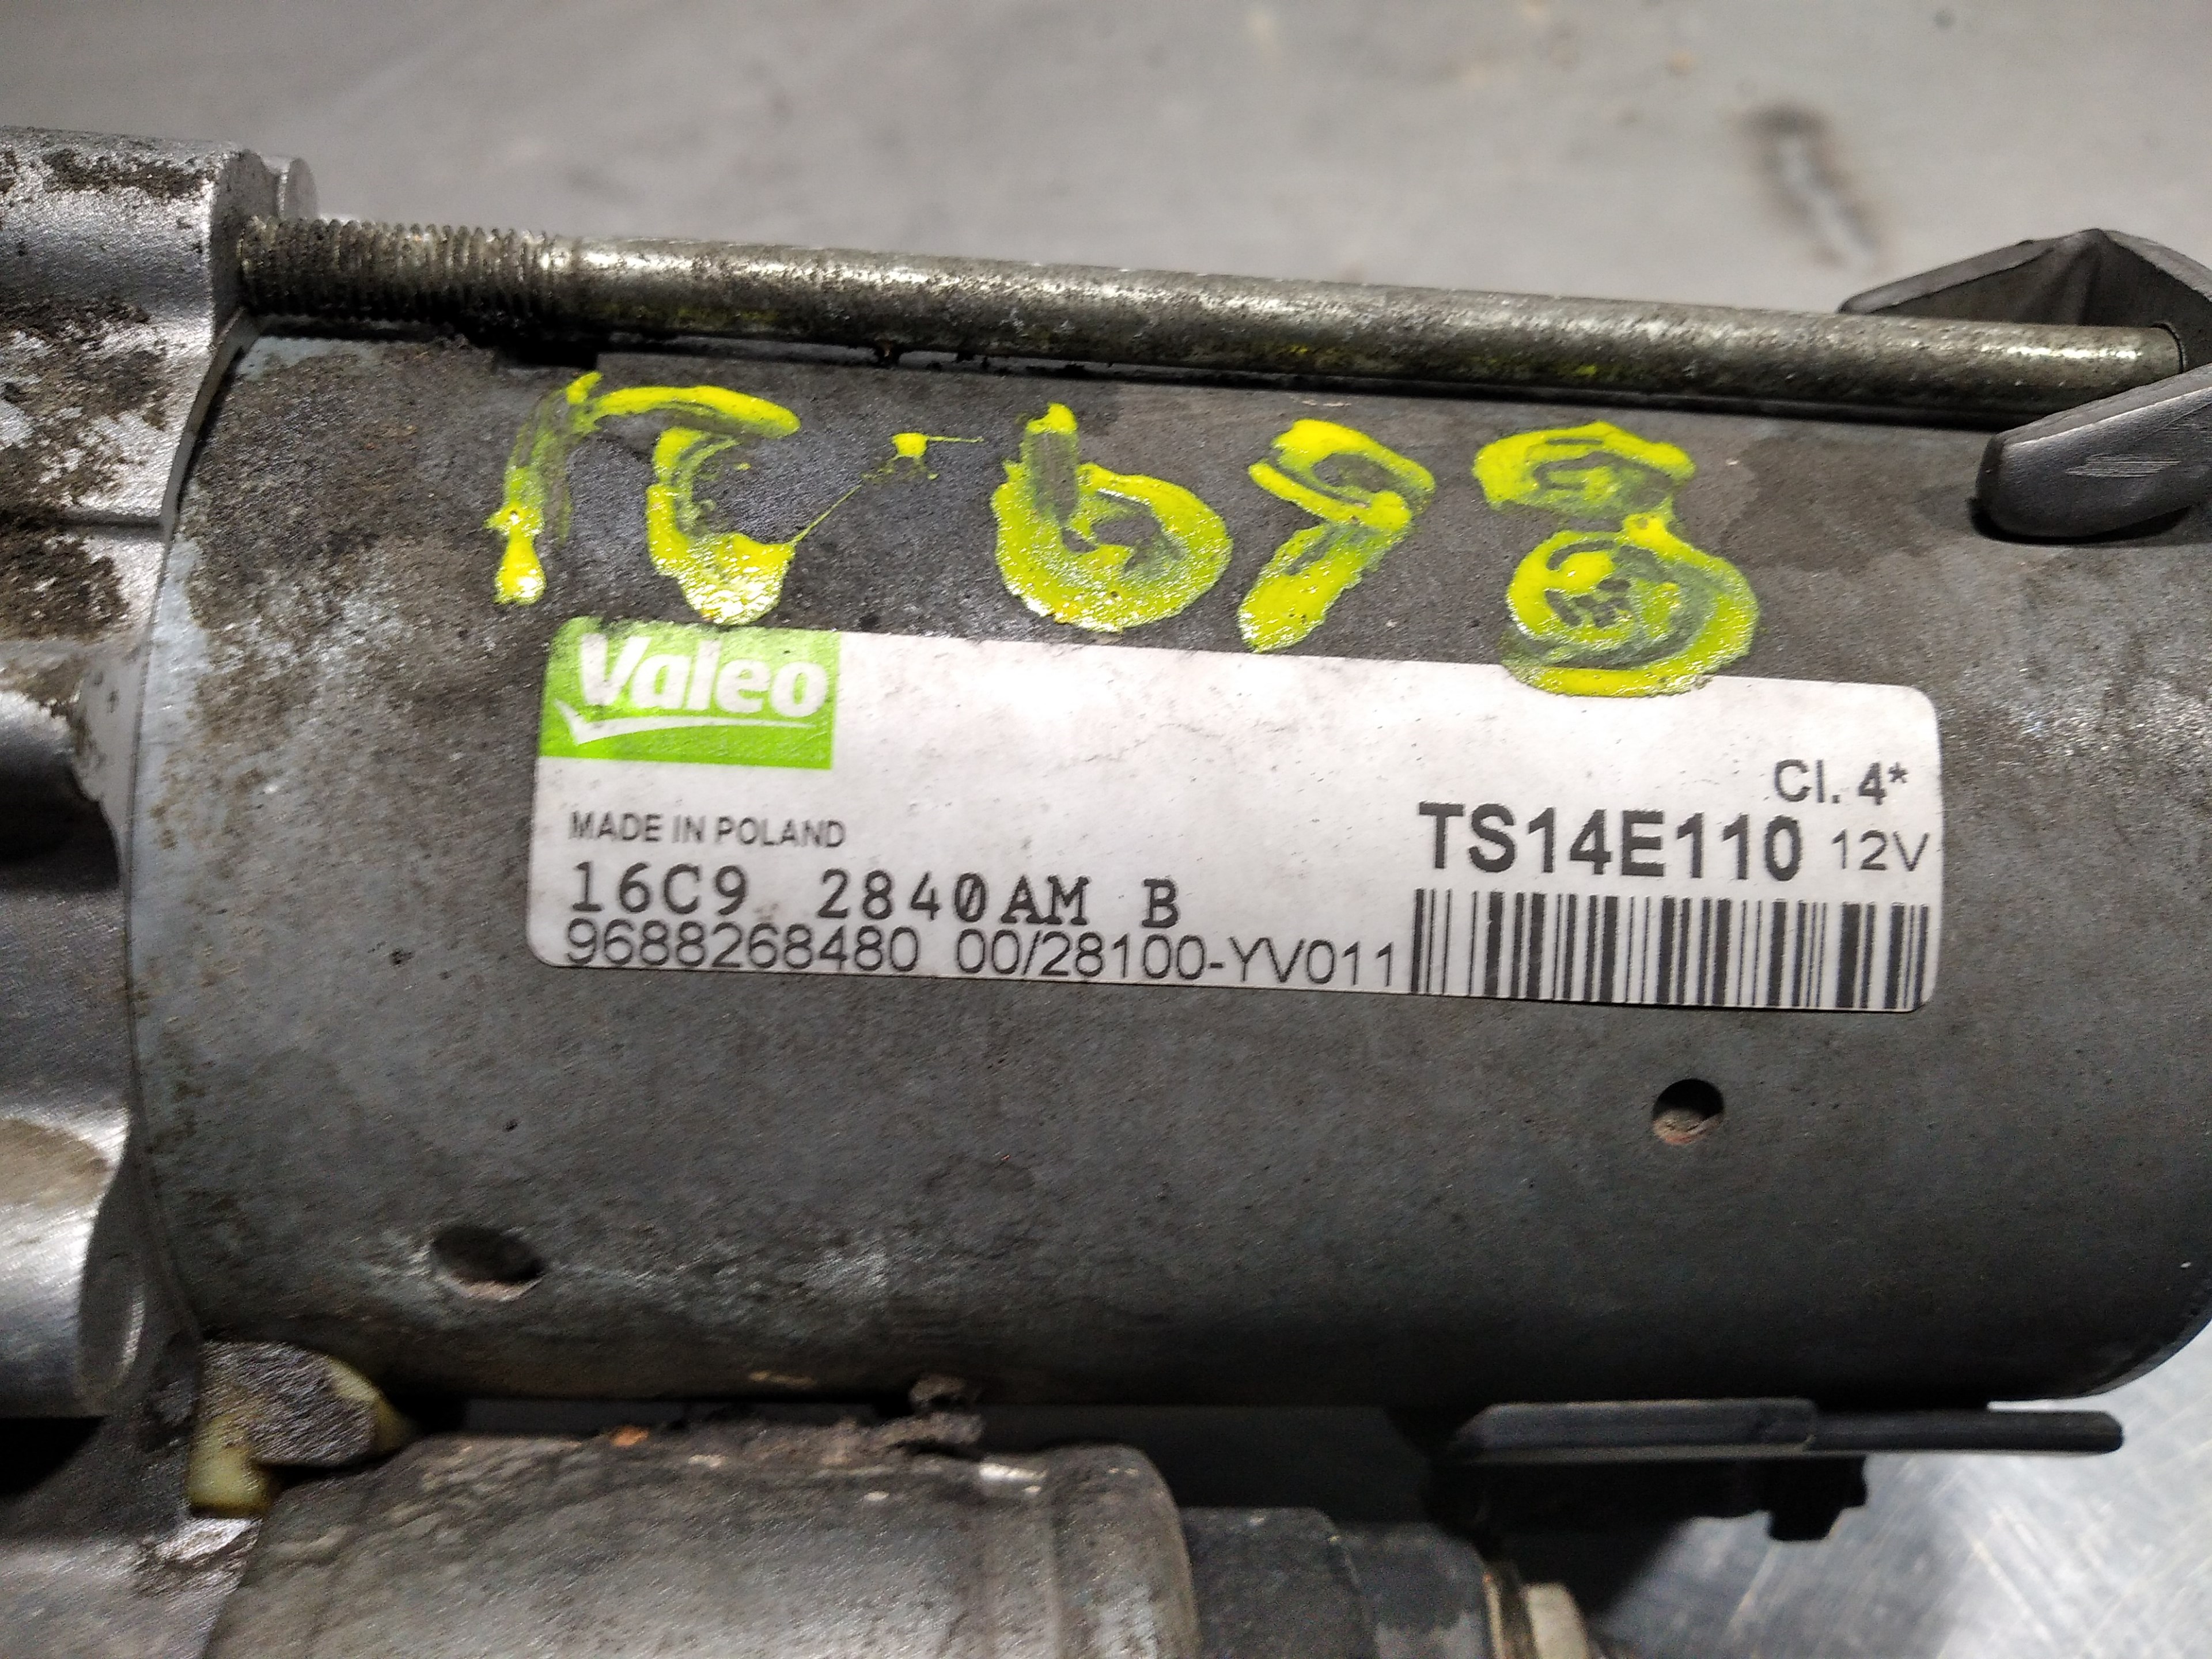 Valeo
Cl. 4*
MADE IN POLAND
TS14E110 12V
16C9 2840AM B
9688268480 00/28100-YV011